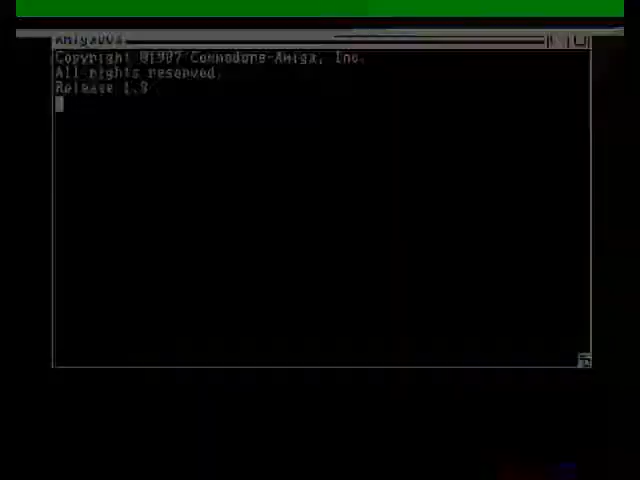 AmigaDOS
Copyright ©1987 Commodore-Amiga, Inc.
All rights reserved.
Release 1.3